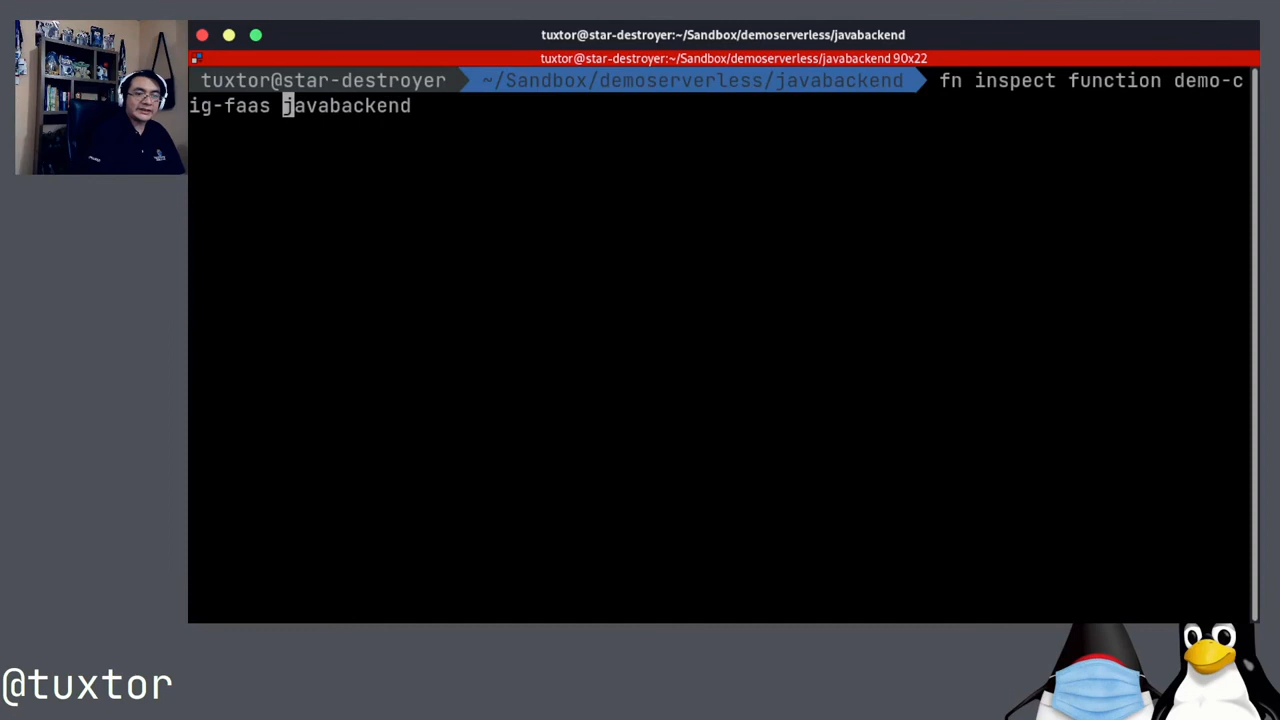 tuxtor@star-destroyer:~/Sandbox/demoserverless/javabackend
tuxtor@star-destroyer:~/Sandbox/demoserverless/javabackend 90x22
tuxtor@star-destroyer ~/Sandbox/demoserverless/javabackend fn inspect function demo-c
ig-faas javabackend
@tuxtor